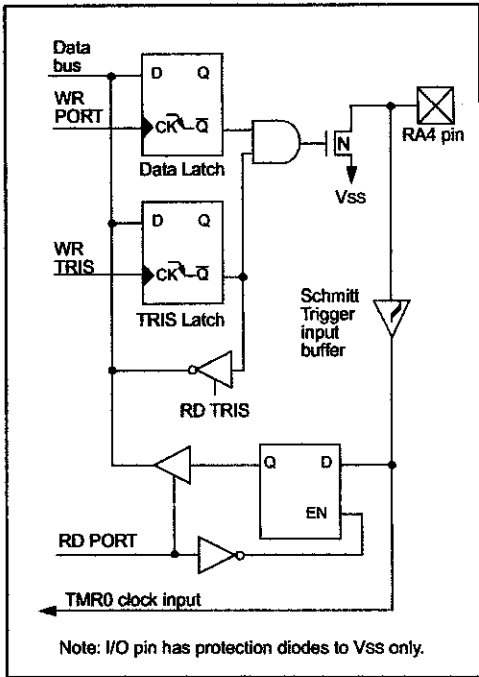 Data
bus
D Q
WR
PORT
CK Q̅
N
RA4 pin
Data Latch
VSS
D Q
WR
TRIS
CK Q̅
TRIS Latch
Schmitt
Trigger
input
buffer
RD TRIS
Q D
EN
RD PORT
TMR0 clock input
Note: I/O pin has protection diodes to VSS only.